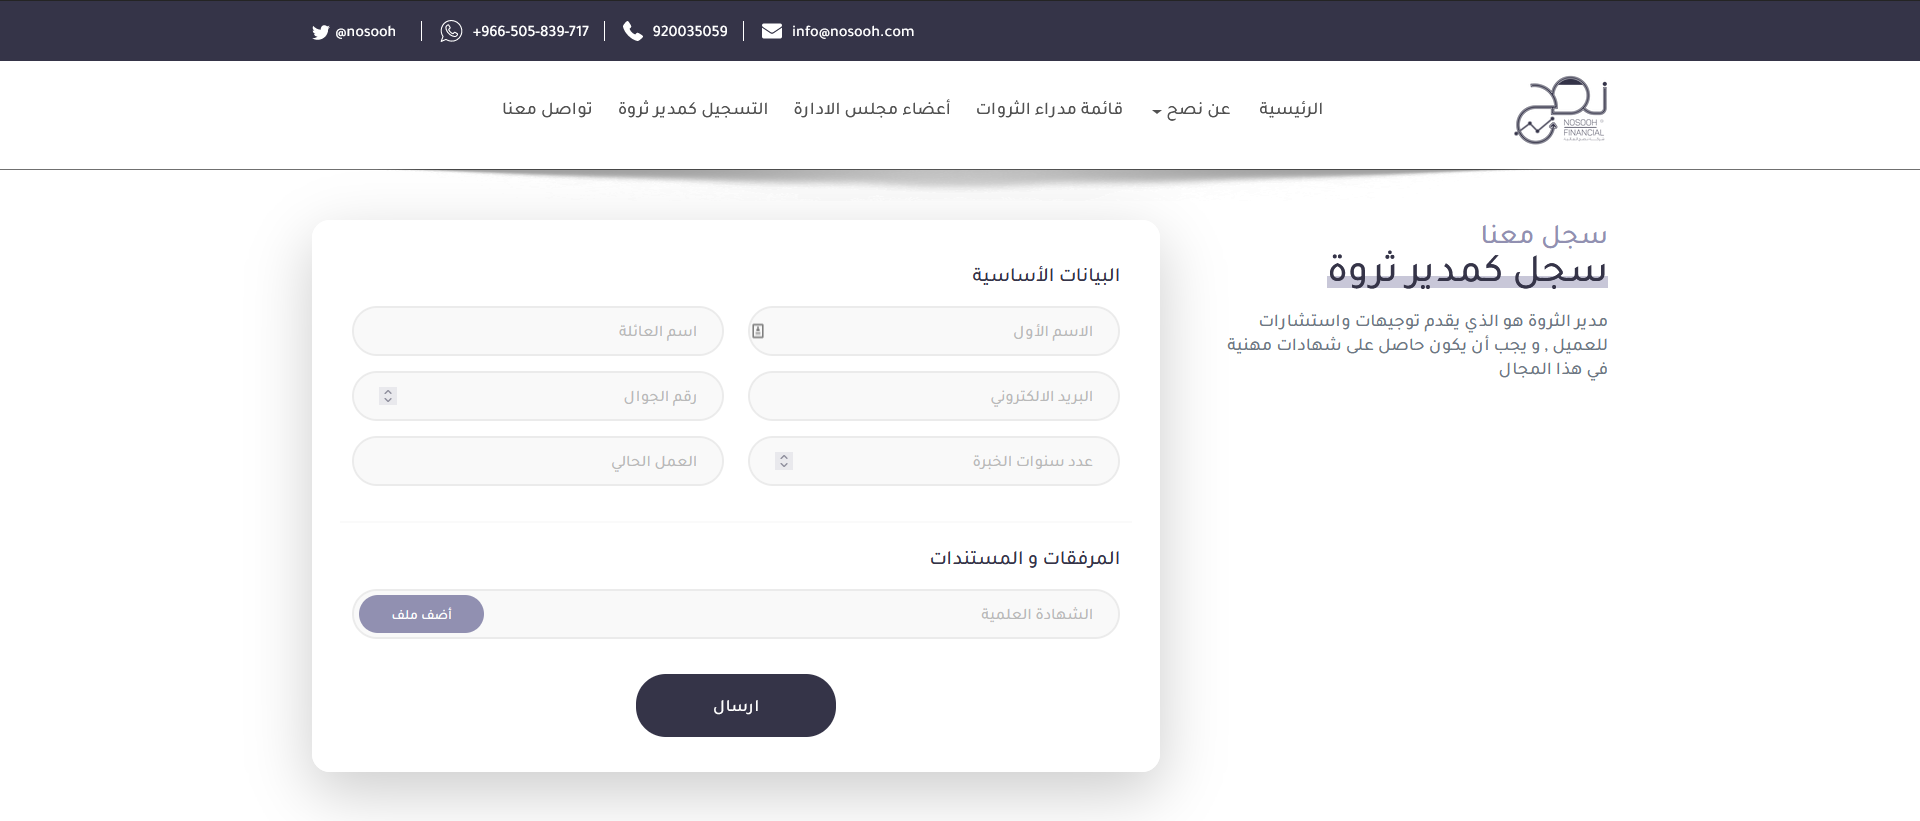 @nosooh
+966-505-839-717
920035059
info@nosooh.com
نصح
NOSOOH
FINANCIAL
الرئيسية
عن نصح
قائمة مدراء الثروات
أعضاء مجلس الادارة
التسجيل كمدير ثروة
تواصل معنا
سجل معنا
سجل كمدير ثروة
مدير الثروة هو الذي يقدم توجيهات واستشارات
للعميل , و يجب أن يكون حاصل على شهادات مهنية
في هذا المجال
البيانات الأساسية
الاسم الأول
اسم العائلة
البريد الالكتروني
رقم الجوال
عدد سنوات الخبرة
العمل الحالي
المرفقات و المستندات
الشهادة العلمية
أضف ملف
ارسال